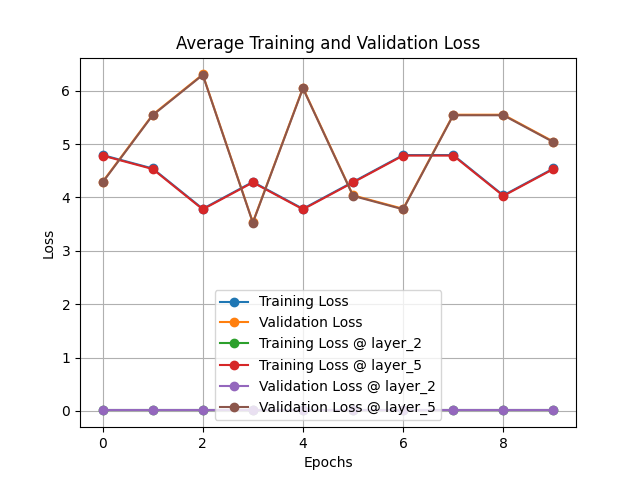 Average Training and Validation Loss
Loss
6
5
4
3
2
1
0
Training Loss
Validation Loss
Training Loss @ layer_2
Training Loss @ layer_5
Validation Loss @ layer_2
Validation Loss @ layer_5
0 2 4 6 8
Epochs